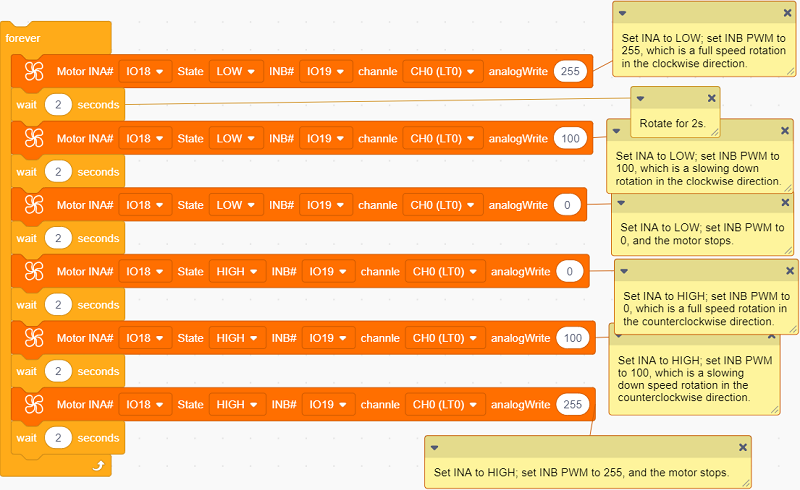 forever
Motor INA# IO18 State LOW INB# IO19 channle CH0 (LT0) analogWrite 255
Set INA to LOW; set INB PWM to
255, which is a full speed rotation
in the clockwise direction.
wait 2 seconds
Rotate for 2s.
Motor INA# IO18 State LOW INB# IO19 channle CH0 (LT0) analogWrite 100
Set INA to LOW; set INB PWM to
100, which is a slowing down
rotation in the clockwise direction.
wait 2 seconds
Motor INA# IO18 State LOW INB# IO19 channle CH0 (LT0) analogWrite 0
Set INA to LOW; set INB PWM to
0, and the motor stops.
wait 2 seconds
Motor INA# IO18 State HIGH INB# IO19 channle CH0 (LT0) analogWrite 0
Set INA to HIGH; set INB PWM to
0, which is a full speed rotation in
the counterclockwise direction.
wait 2 seconds
Motor INA# IO18 State HIGH INB# IO19 channle CH0 (LT0) analogWrite 100
Set INA to HIGH; set INB PWM
to 100, which is a slowing
down speed rotation in the
counterclockwise direction.
wait 2 seconds
Motor INA# IO18 State HIGH INB# IO19 channle CH0 (LT0) analogWrite 255
wait 2 seconds
Set INA to HIGH; set INB PWM to 255, and the motor stops.